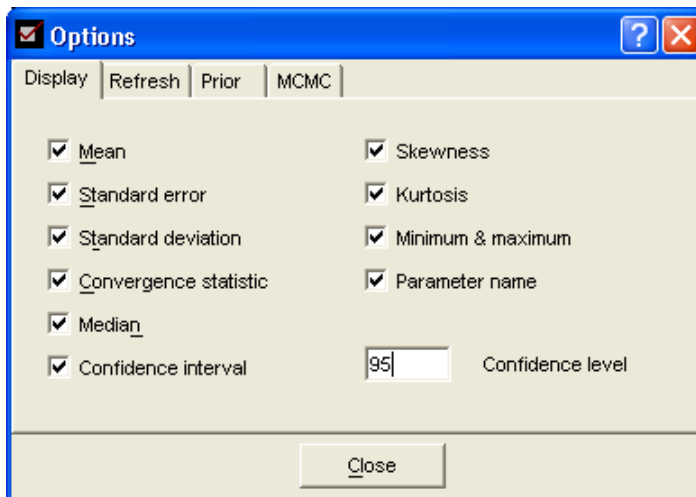 Options
Display Refresh Prior MCMC
Mean
Standard error
Standard deviation
Convergence statistic
Median
Confidence interval
Skewness
Kurtosis
Minimum & maximum
Parameter name
95 Confidence level
Close